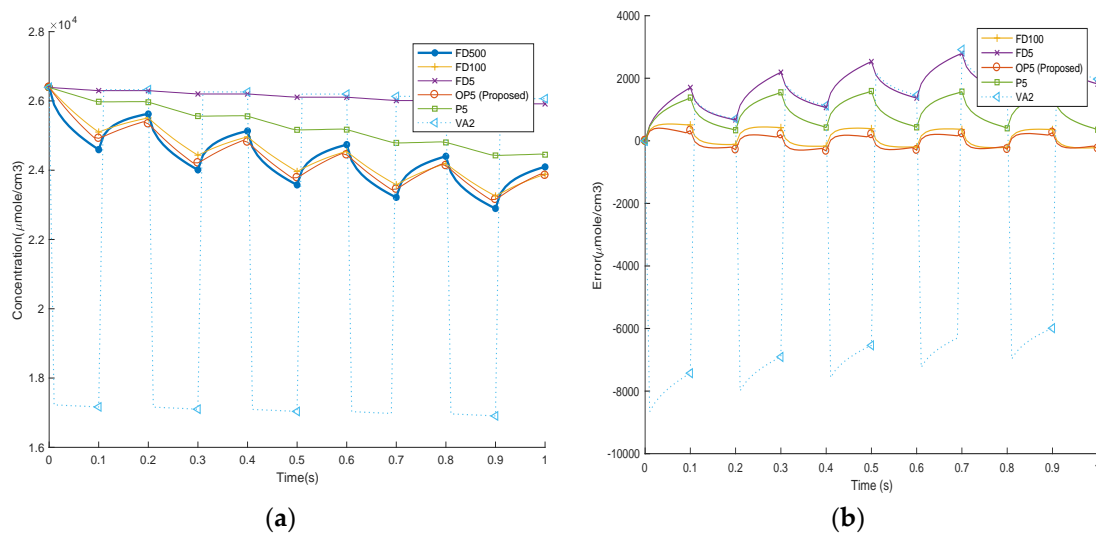 ×10⁴
2.8
2.6
2.4
2.2
2
1.8
1.6
Concentration(μmole/cm3)
0 0.1 0.2 0.3 0.4 0.5 0.6 0.7 0.8 0.9 1
Time(s)
FD500
FD100
FD5
OP5 (Proposed)
P5
VA2
(a)
4000
2000
0
-2000
-4000
-6000
-8000
-10000
Error(μmole/cm3)
0 0.1 0.2 0.3 0.4 0.5 0.6 0.7 0.8 0.9 1
Time (s)
FD100
FD5
OP5 (Proposed)
P5
VA2
(b)